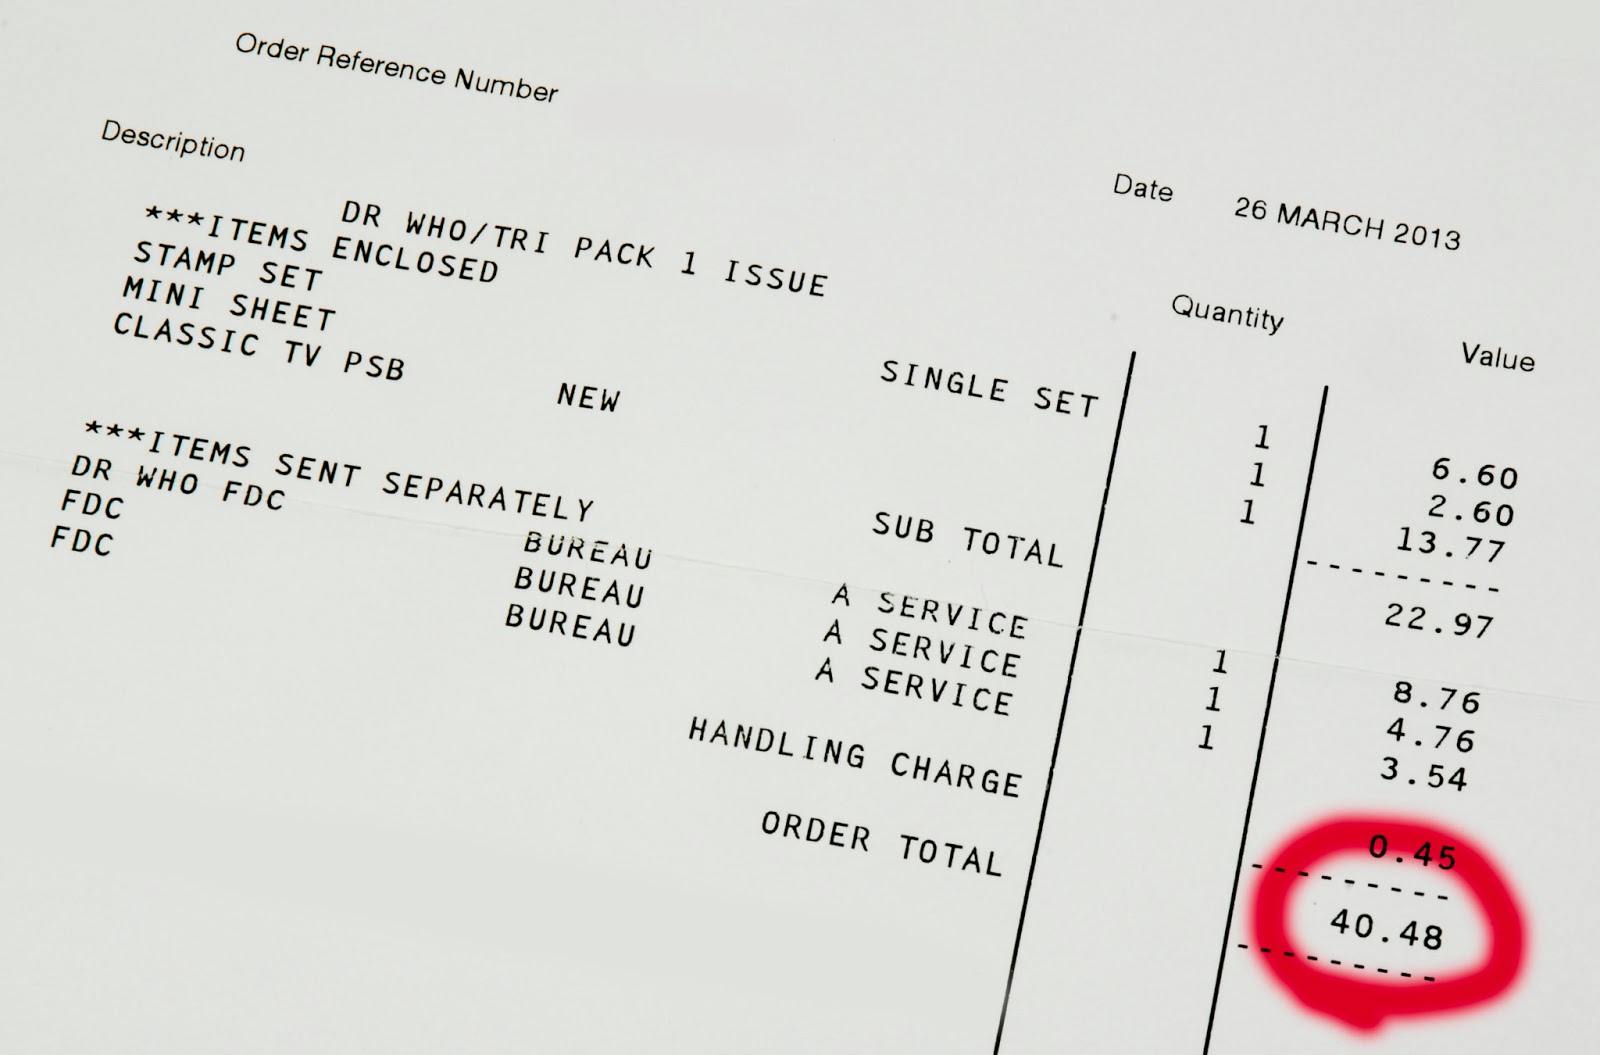 Order Reference Number
Description
Date 26 MARCH 2013
DR WHO/TRI PACK 1 ISSUE
Quantity Value
***ITEMS ENCLOSED
STAMP SET SINGLE SET 1 6.60
MINI SHEET 1 2.60
CLASSIC TV PSB NEW 1 13.77
---------
SUB TOTAL 22.97
***ITEMS SENT SEPARATELY
DR WHO FDC BUREAU A SERVICE 1 8.76
FDC BUREAU A SERVICE 1 4.76
FDC BUREAU A SERVICE 1 3.54
HANDLING CHARGE 0.45
---------
ORDER TOTAL 40.48
---------